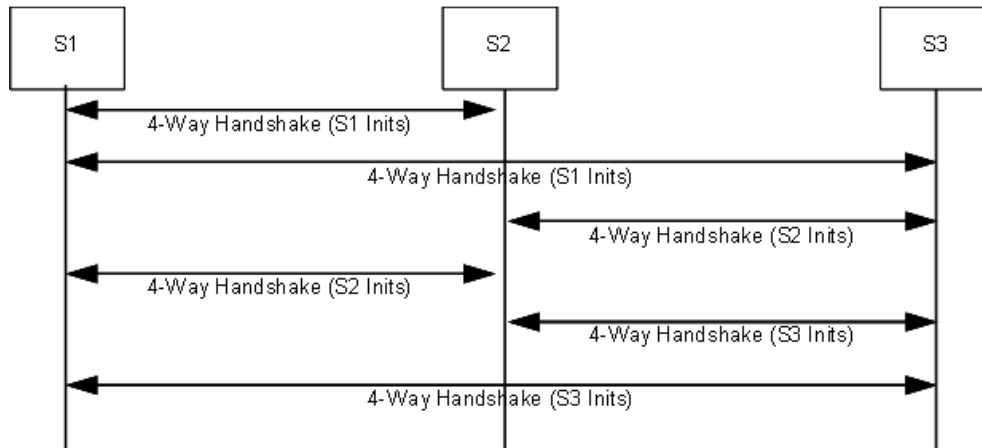 S1 S2 S3
4-Way Handshake (S1 Inits)
4-Way Handshake (S1 Inits)
4-Way Handshake (S2 Inits)
4-Way Handshake (S2 Inits)
4-Way Handshake (S3 Inits)
4-Way Handshake (S3 Inits)